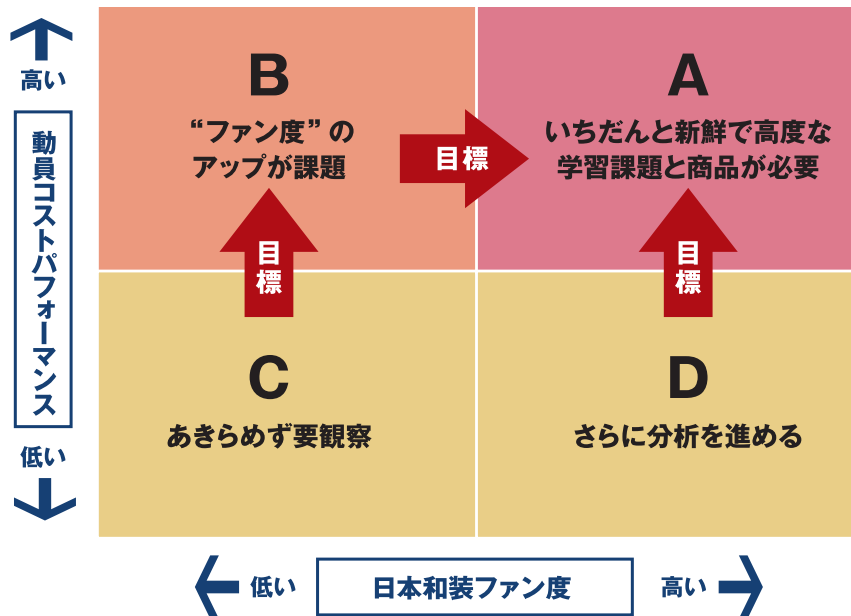 高い
動員コストパフォーマンス
低い
B
“ファン度”の
アップが課題
目標
A
いちだんと新鮮で高度な
学習課題と商品が必要
目標
目標
C
あきらめず要観察
D
さらに分析を進める
低い
日本和装ファン度
高い